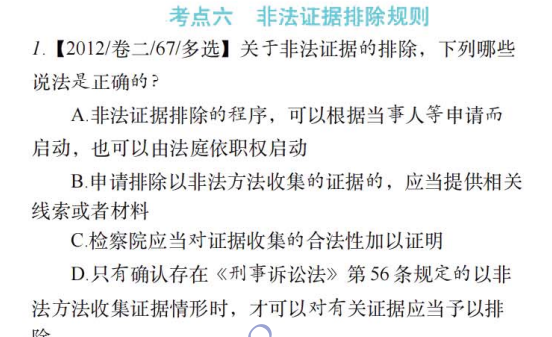 考点六 非法证据排除规则
1.【2012/卷二/67/多选】关于非法证据的排除，下列哪些
说法是正确的?
A.非法证据排除的程序，可以根据当事人等申请而
启动，也可以由法庭依职权启动
B.申请排除以非法方法收集的证据的，应当提供相关
线索或者材料
C.检察院应当对证据收集的合法性加以证明
D.只有确认存在《刑事诉讼法》第56条规定的以非
法方法收集证据情形时，才可以对有关证据应当予以排